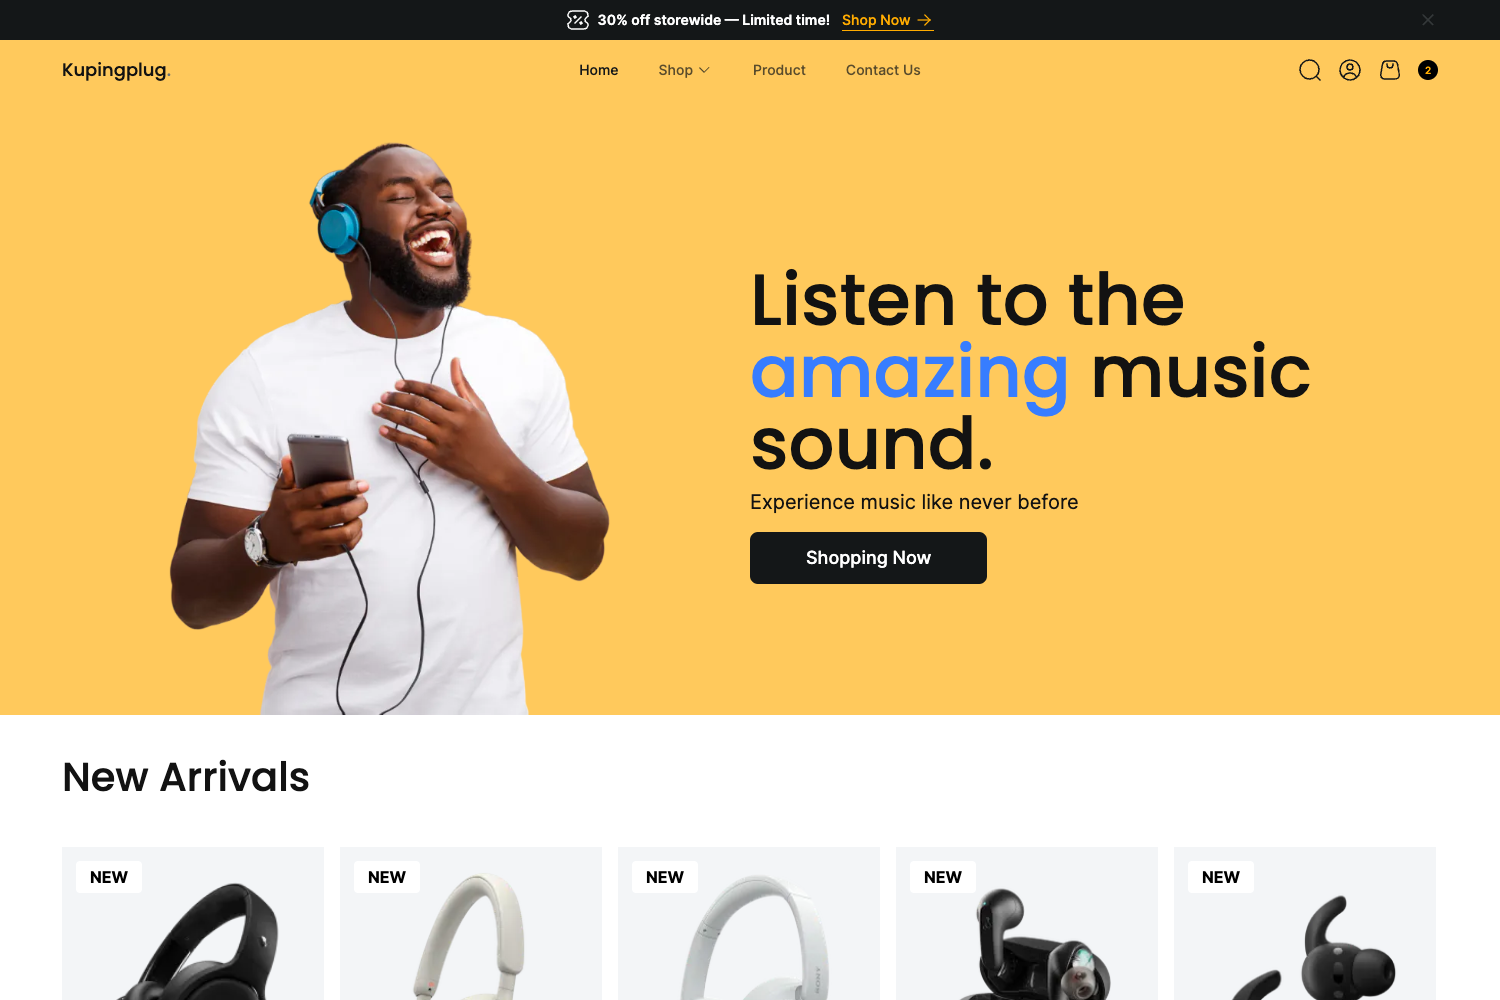 30% off storewide — Limited time! Shop Now
Kupingplug.
Home Shop Product Contact Us
2
Listen to the
amazing music
sound.
Experience music like never before
Shopping Now
New Arrivals
NEW NEW NEW NEW NEW
SONY